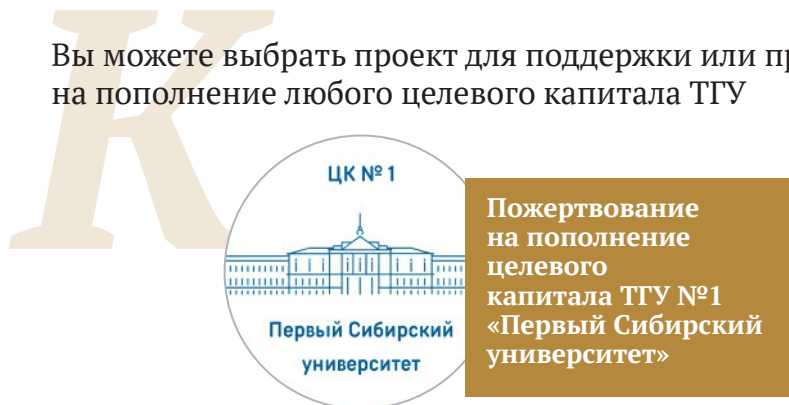 К
Вы можете выбрать проект для поддержки или
на пополнение любого целевого капитала ТГУ
ЦК № 1
Первый Сибирский
университет
Пожертвование
на пополнение
целевого
капитала ТГУ №1
«Первый Сибирский
университет»